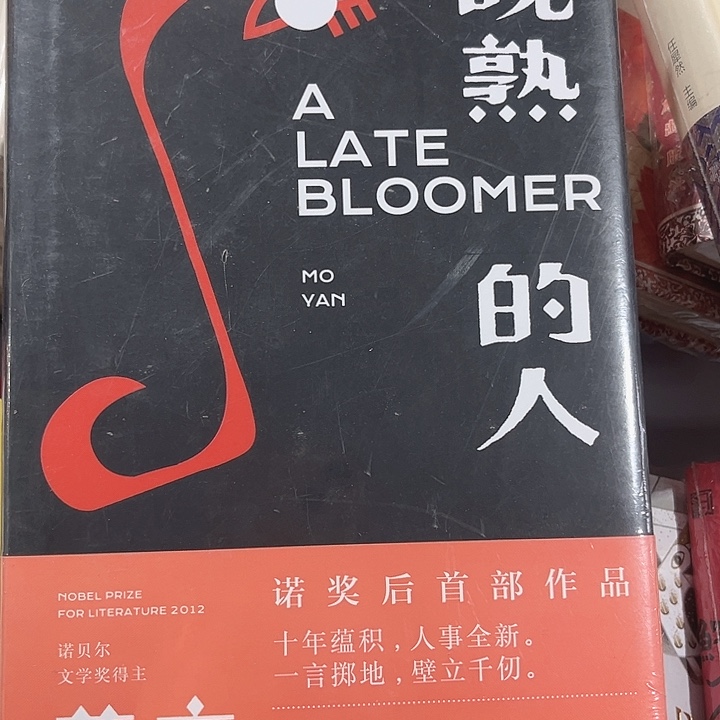 晚熟的人
A
LATE
BLOOMER
MO
YAN
NOBEL PRIZE
FOR LITERATURE 2012
诺贝尔
文学奖得主
诺奖后首部作品
十年蕴积，人事全新。
一言掷地，壁立千仞。
主编